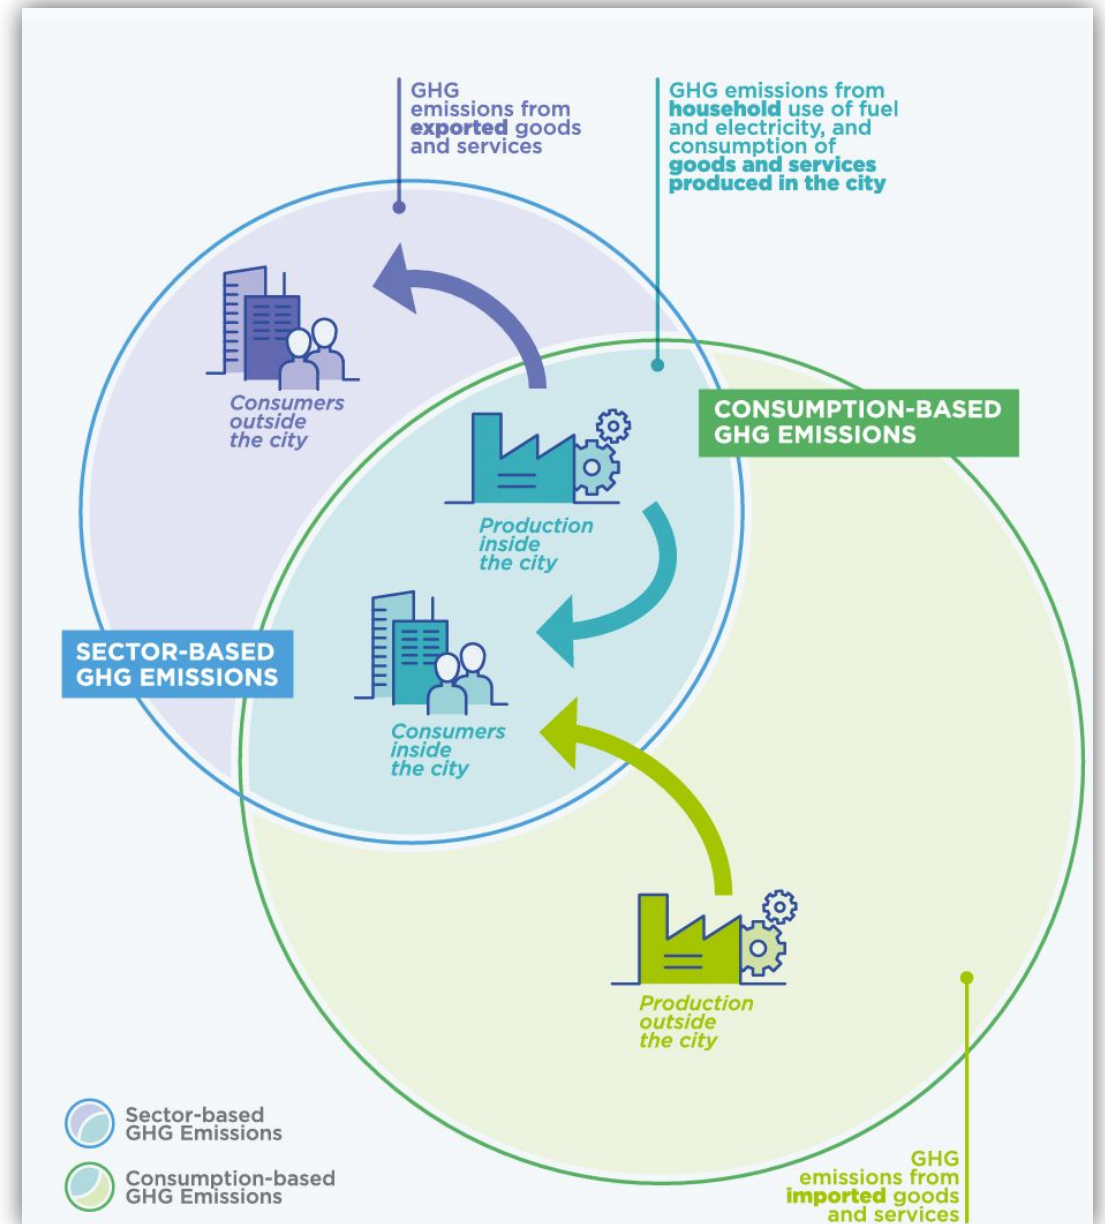 GHG
emissions from
exported goods
and services
GHG emissions from
household use of fuel
and electricity, and
consumption of
goods and services
produced in the city
Consumers
outside
the city
CONSUMPTION-BASED
GHG EMISSIONS
Production
inside
the city
SECTOR-BASED
GHG EMISSIONS
Consumers
inside
the city
Production
outside
the city
Sector-based
GHG Emissions
Consumption-based
GHG Emissions
GHG
emissions from
imported goods
and services